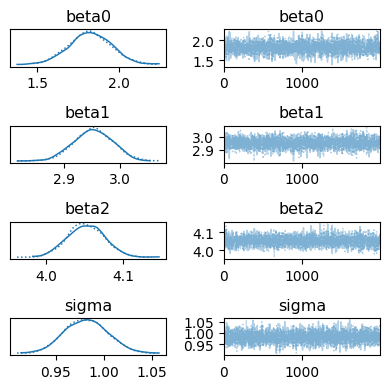 beta0 beta0
2.0
1.5
1.5 2.0 0 1000
beta1 beta1
3.0
2.9
2.9 3.0 0 1000
beta2 beta2
4.1
4.0
4.0 4.1 0 1000
sigma sigma
1.05
1.00
0.95
0.95 1.00 1.05 0 1000